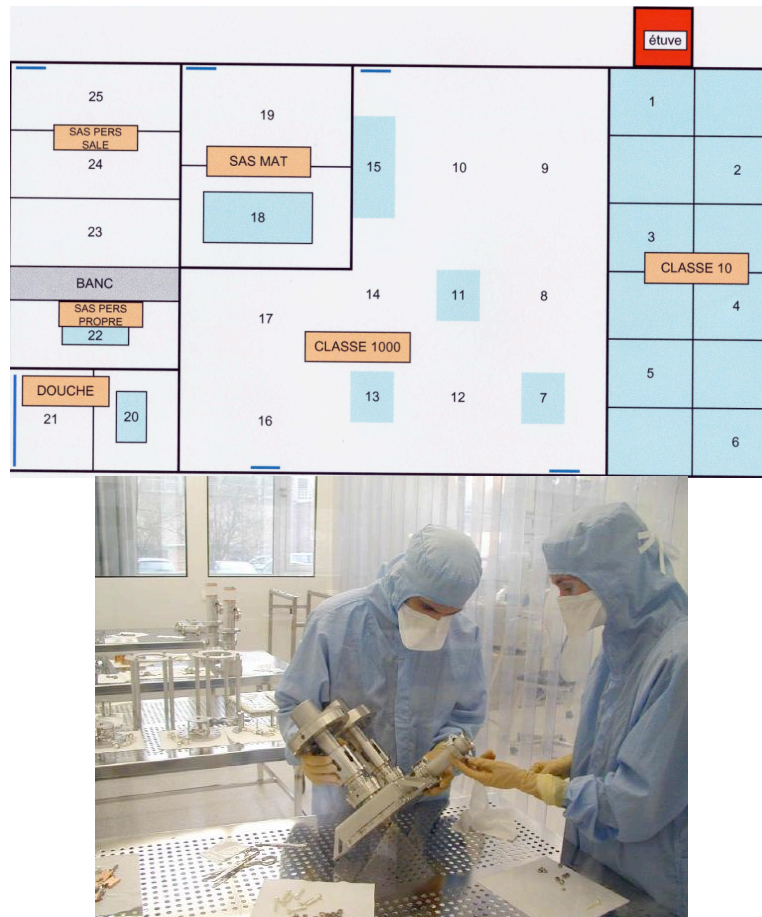 étuve
25
19
1
SAS PERS
SALE
SAS MAT
24
15
10
9
2
18
23
3
BANC
CLASSE 10
SAS PERS
PROPRE
22
17
14
11
8
4
CLASSE 1000
DOUCHE
21
20
16
13
12
7
5
6